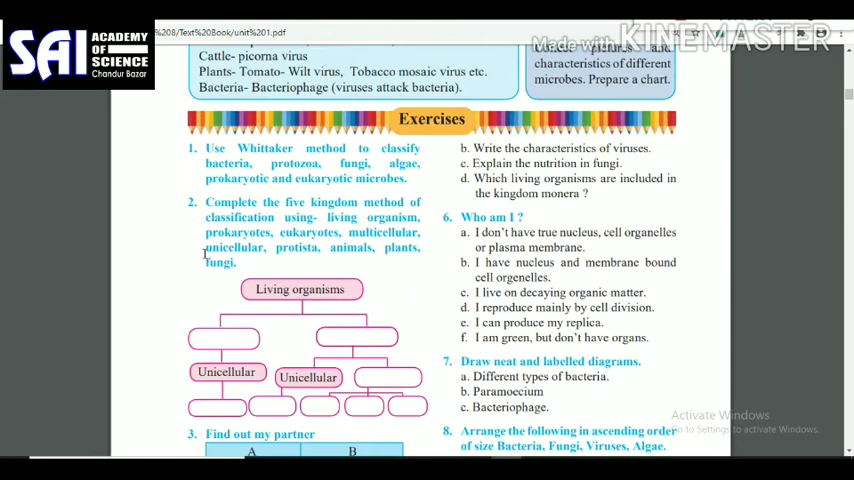 SAI ACADEMY
OF
SCIENCE
Chandur Bazar
%208/Text%20Book/unit%201.pdf
Made with KINEMASTER
Cattle- picorna virus
Plants- Tomato- Wilt virus, Tobacco mosaic virus etc.
Bacteria- Bacteriophage (viruses attack bacteria).
Collect pictures and
characteristics of different
microbes. Prepare a chart.
Exercises
1. Use Whittaker method to classify
bacteria, protozoa, fungi, algae,
prokaryotic and eukaryotic microbes.
2. Complete the five kingdom method of
classification using- living organism,
prokaryotes, eukaryotes, multicellular,
unicellular, protista, animals, plants,
fungi.
Living organisms
Unicellular
Unicellular
3. Find out my partner
A B
b. Write the characteristics of viruses.
c. Explain the nutrition in fungi.
d. Which living organisms are included in
the kingdom monera ?
6. Who am I ?
a. I don't have true nucleus, cell organelles
or plasma membrane.
b. I have nucleus and membrane bound
cell orgenelles.
c. I live on decaying organic matter.
d. I reproduce mainly by cell division.
e. I can produce my replica.
f. I am green, but don't have organs.
7. Draw neat and labelled diagrams.
a. Different types of bacteria.
b. Paramoecium
c. Bacteriophage.
8. Arrange the following in ascending order
of size Bacteria, Fungi, Viruses, Algae.
Activate Windows
Go to Settings to activate Windows.